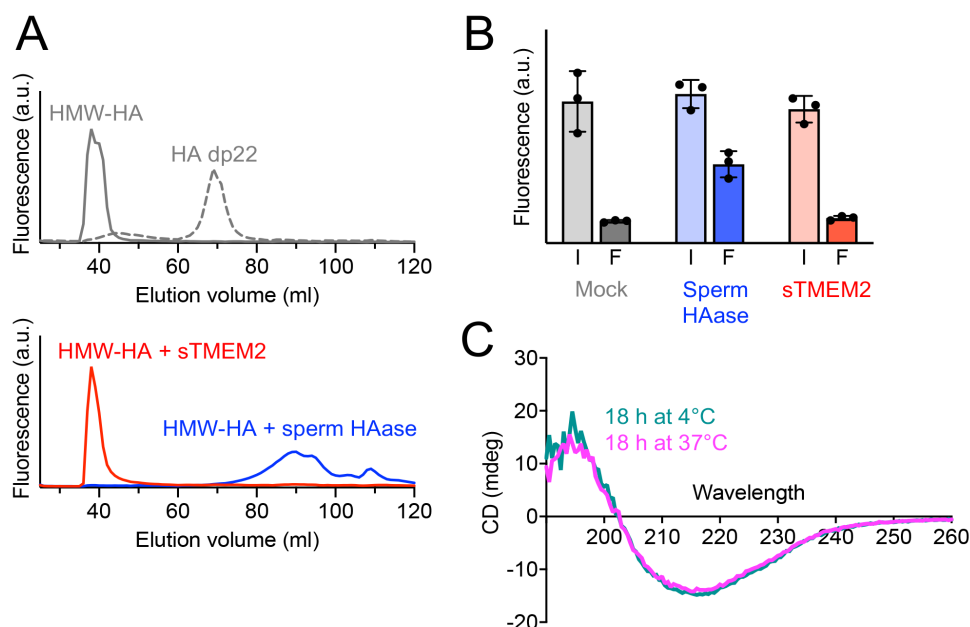 A
Fluorescence (a.u.)
HMW-HA
HA dp22
40 60 80 100 120
Elution volume (ml)
Fluorescence (a.u.)
HMW-HA + sTMEM2
HMW-HA + sperm HAase
40 60 80 100 120
Elution volume (ml)
B
Fluorescence (a.u.)
I F I F I F
Mock
Sperm
HAase
sTMEM2
C
CD (mdeg)
30
20
10
0
-10
-20
18 h at 4°C
18 h at 37°C
Wavelength
200 210 220 230 240 250 260